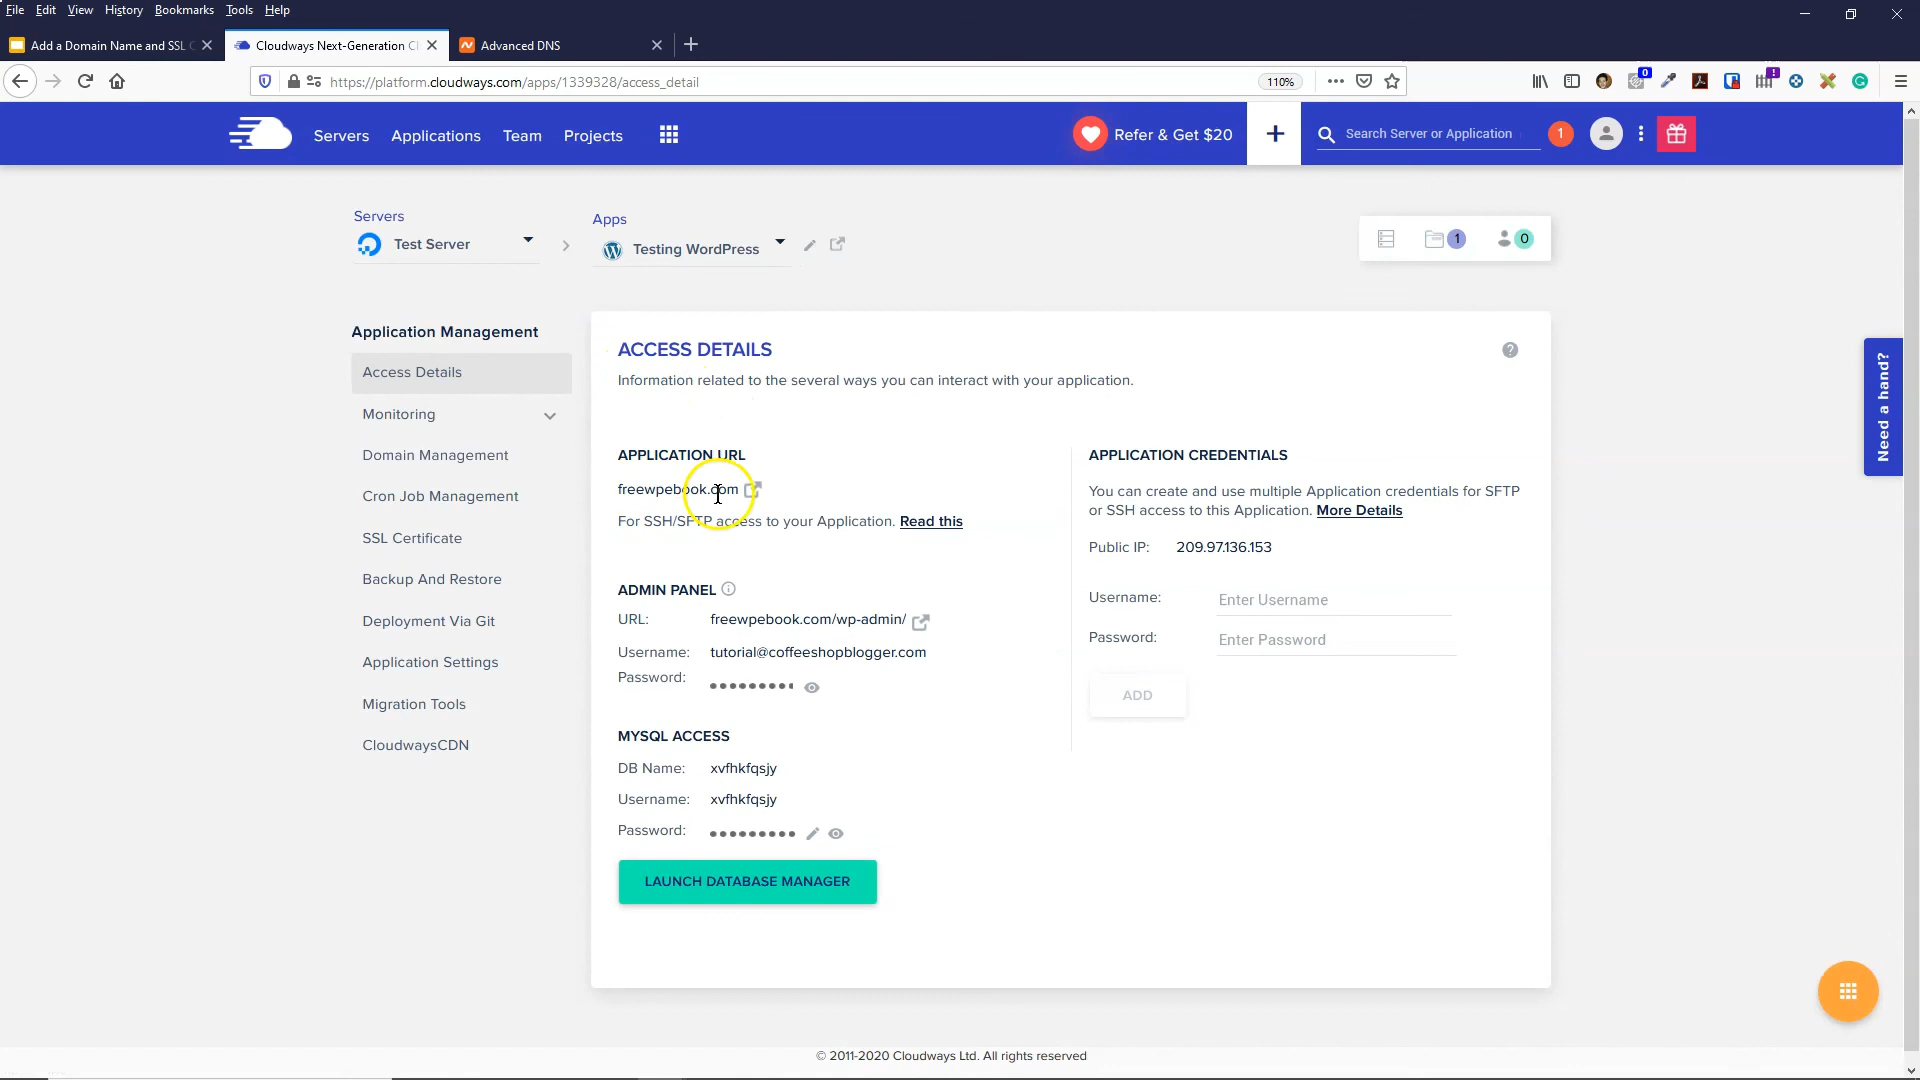 File Edit View History Bookmarks Tools Help
Add a Domain Name and SSL C
Cloudways Next-Generation Cl
Advanced DNS
https://platform.cloudways.com/apps/1339328/access_detail
110%
0
!
Servers Applications Team Projects
Refer & Get $20
+
Search Server or Application
1
Servers
Test Server
Apps
Testing WordPress
1
0
Application Management
Access Details
Monitoring
Domain Management
Cron Job Management
SSL Certificate
Backup And Restore
Deployment Via Git
Application Settings
Migration Tools
CloudwaysCDN
ACCESS DETAILS
Information related to the several ways you can interact with your application.
APPLICATION URL
freewpebook.com
For SSH/SFTP access to your Application. Read this
ADMIN PANEL
URL: freewpebook.com/wp-admin/
Username: tutorial@coffeeshopblogger.com
Password:
MYSQL ACCESS
DB Name: xvfhkfqsjy
Username: xvfhkfqsjy
Password:
LAUNCH DATABASE MANAGER
APPLICATION CREDENTIALS
You can create and use multiple Application credentials for SFTP
or SSH access to this Application. More Details
Public IP: 209.97.136.153
Username: Enter Username
Password: Enter Password
ADD
Need a hand?
© 2011-2020 Cloudways Ltd. All rights reserved